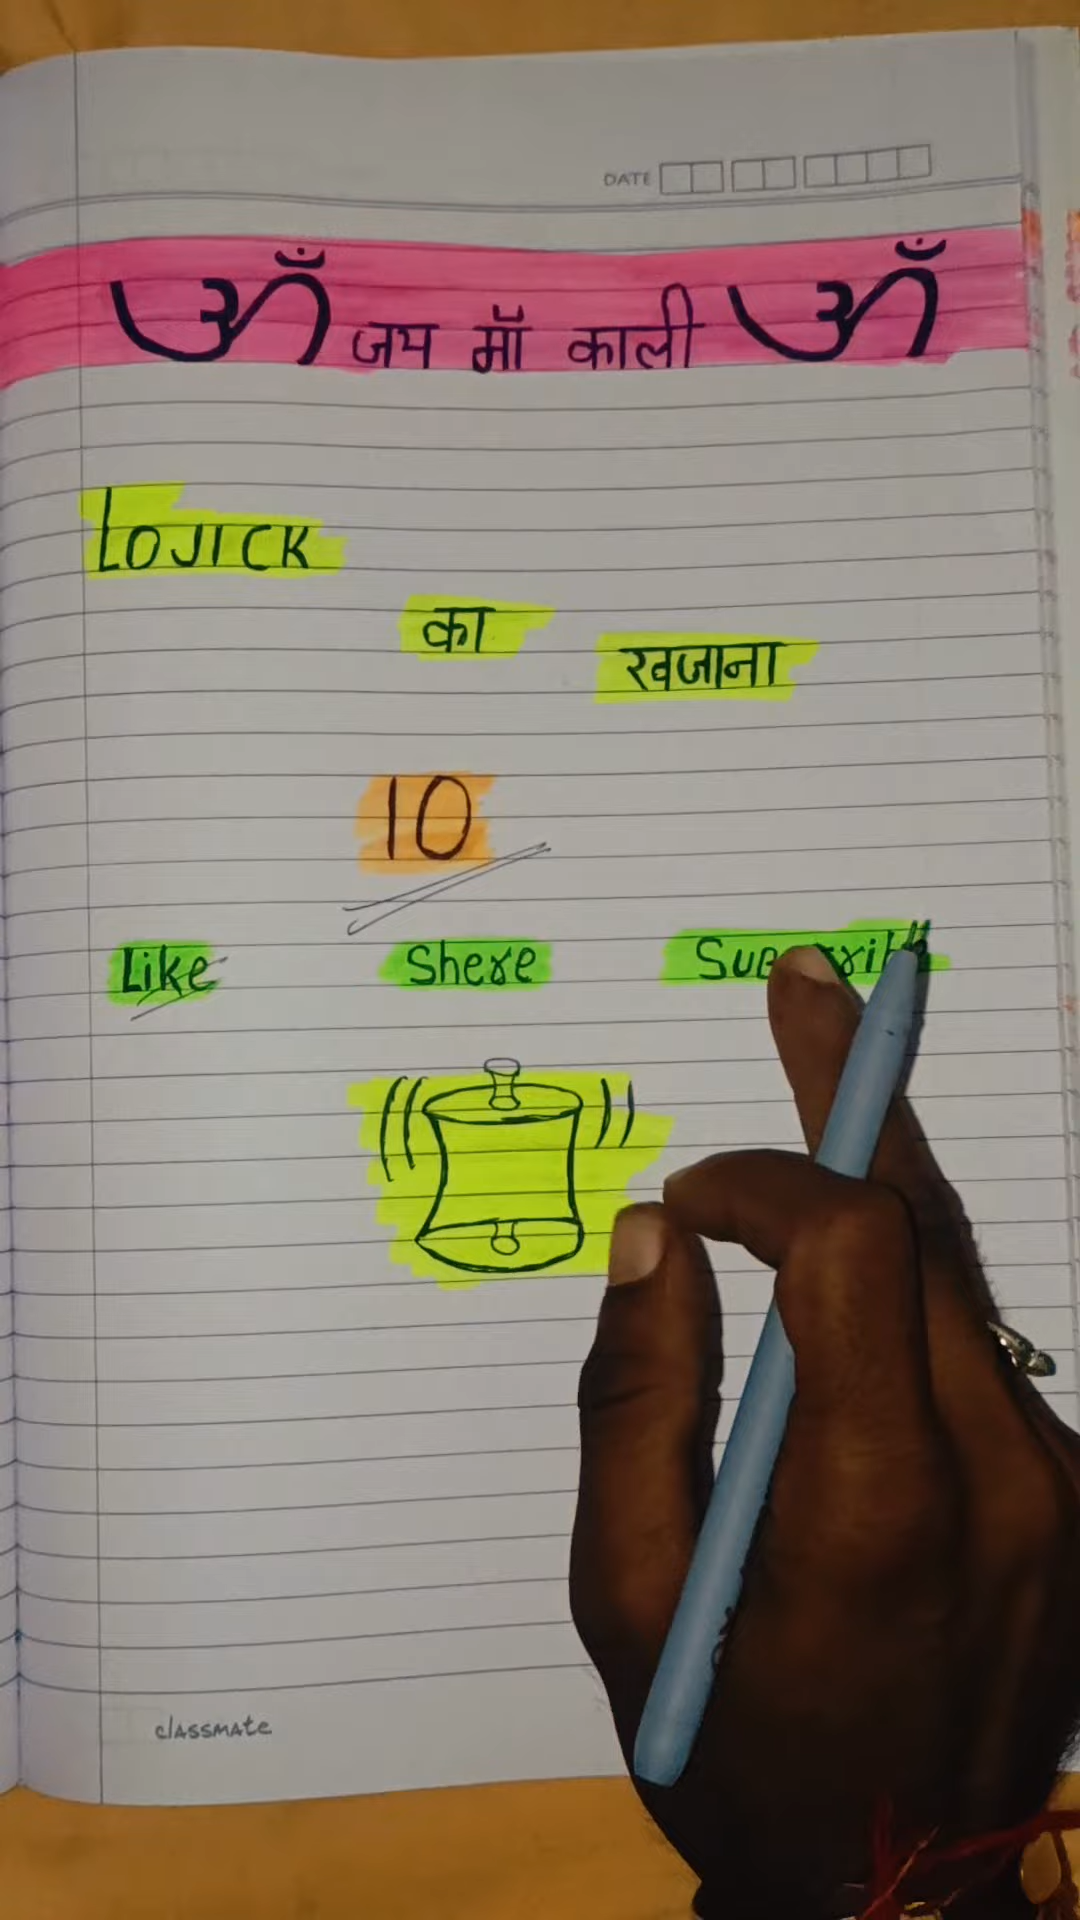 DATE
ॐ जय माँ काली ॐ
LOJICK
का
खजाना
10
Like Shere
classmate